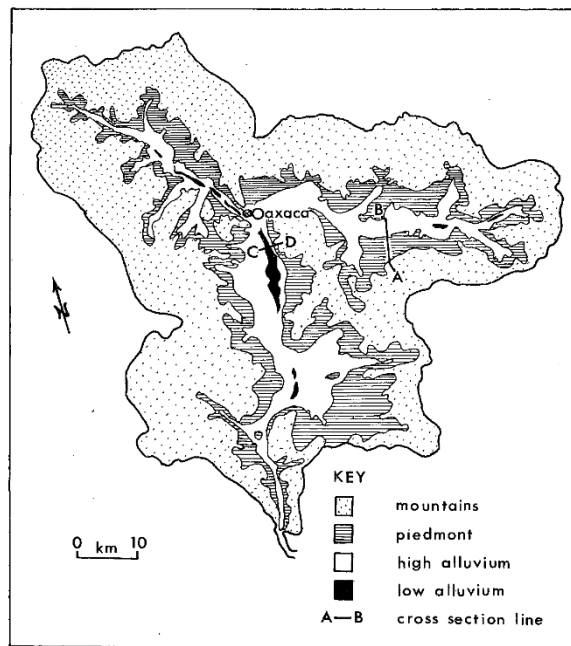 Oaxaca
B
C
D
A
N
KEY
mountains
piedmont
0 km 10
high alluvium
low alluvium
A—B cross section line